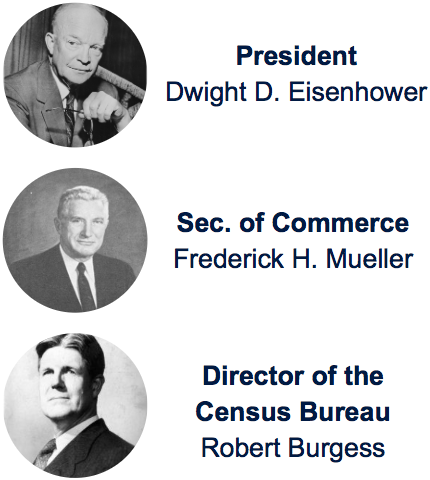 President
Dwight D. Eisenhower
Sec. of Commerce
Frederick H. Mueller
Director of the
Census Bureau
Robert Burgess